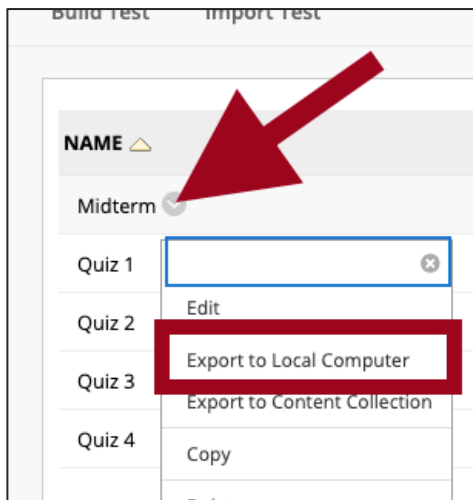 Build Test Import Test
NAME
Midterm
Quiz 1
Edit
Quiz 2
Export to Local Computer
Quiz 3
Export to Content Collection
Quiz 4
Copy